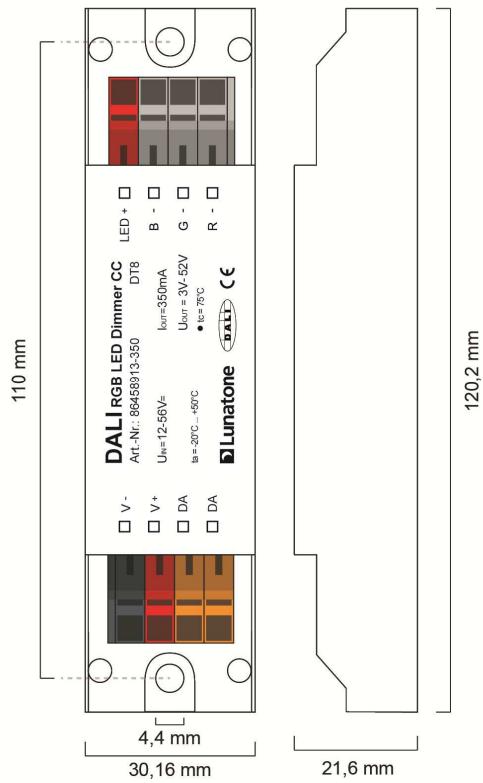 LED +
B -
G -
R -
DALI RGB LED Dimmer CC
Art.-Nr.: 86458913-350 DT8
UIN=12-56V= IOUT=350mA
UOUT = 3V-52V
ta = -20°C ... +50°C ● tc = 75°C
Lunatone DALI CE
V -
V +
DA
DA
110 mm
120,2 mm
4,4 mm
30,16 mm
21,6 mm